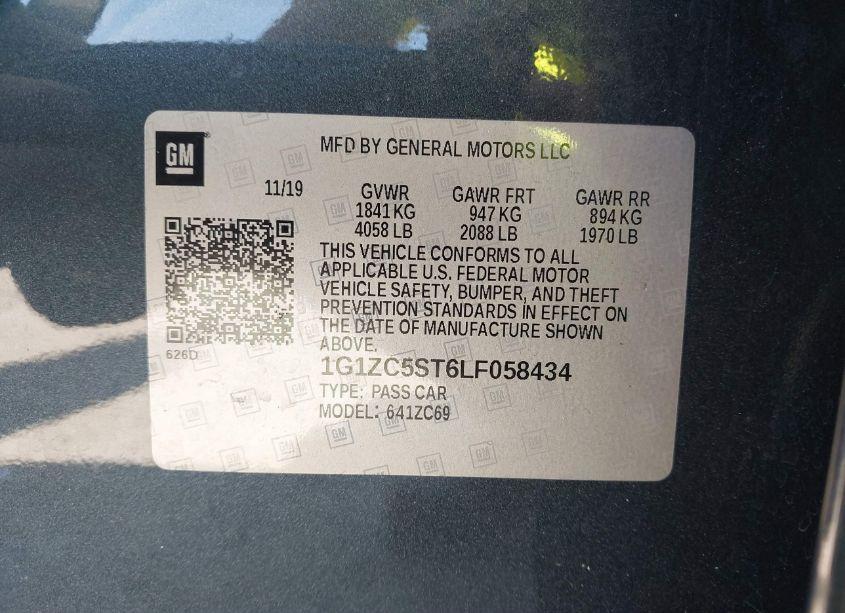 GM
MFD BY GENERAL MOTORS LLC
11/19
GVWR GAWR FRT GAWR RR
1841 KG 947 KG 894 KG
4058 LB 2088 LB 1970 LB
THIS VEHICLE CONFORMS TO ALL
APPLICABLE U.S. FEDERAL MOTOR
VEHICLE SAFETY, BUMPER, AND THEFT
PREVENTION STANDARDS IN EFFECT ON
THE DATE OF MANUFACTURE SHOWN
ABOVE.
626D
1G1ZC5ST6LF058434
TYPE: PASS CAR
MODEL: 641ZC69